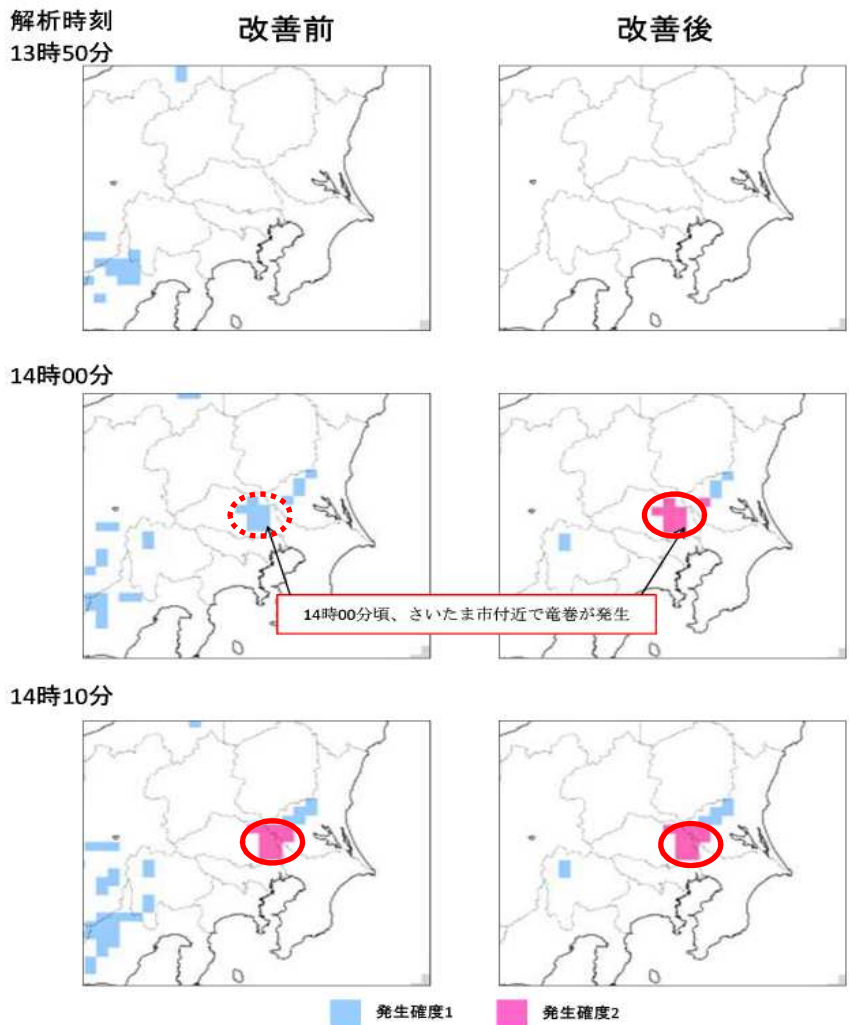 解析時刻
改善前
改善後
13時50分
14時00分
14時00分頃、さいたま市付近で竜巻が発生
14時10分
発生確度1
発生確度2